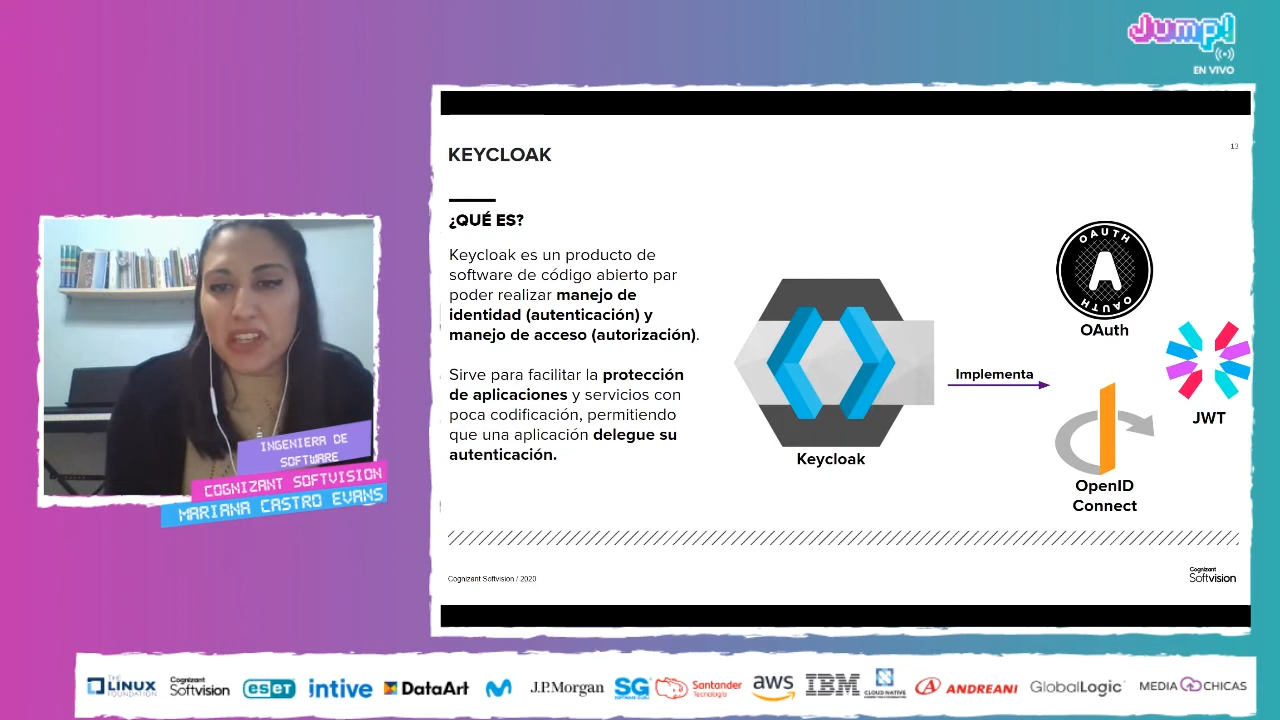 Jump!
EN VIVO
KEYCLOAK
13
¿QUÉ ES?
Keycloak es un producto de
software de código abierto par
poder realizar manejo de
identidad (autenticación) y
manejo de acceso (autorización).
Sirve para facilitar la protección
de aplicaciones y servicios con
poca codificación, permitiendo
que una aplicación delegue su
autenticación.
Keycloak
Implementa
OAUTH
A
OAUTH
OAuth
JWT
OpenID
Connect
Cognizant Softvision / 2020
Cognizant
Softvision
INGENIERA DE
SOFTWARE
COGNIZANT SOFTVISION
MARIANA CASTRO EVANS
THE
LINUX
FOUNDATION
Cognizant
Softvision
eseT
intive
DataArt
J.P.Morgan
SG
Santander
Tecnología
aws
IBM
CLOUD NATIVE
ANDREANI
GlobalLogic
MEDIA CHICAS